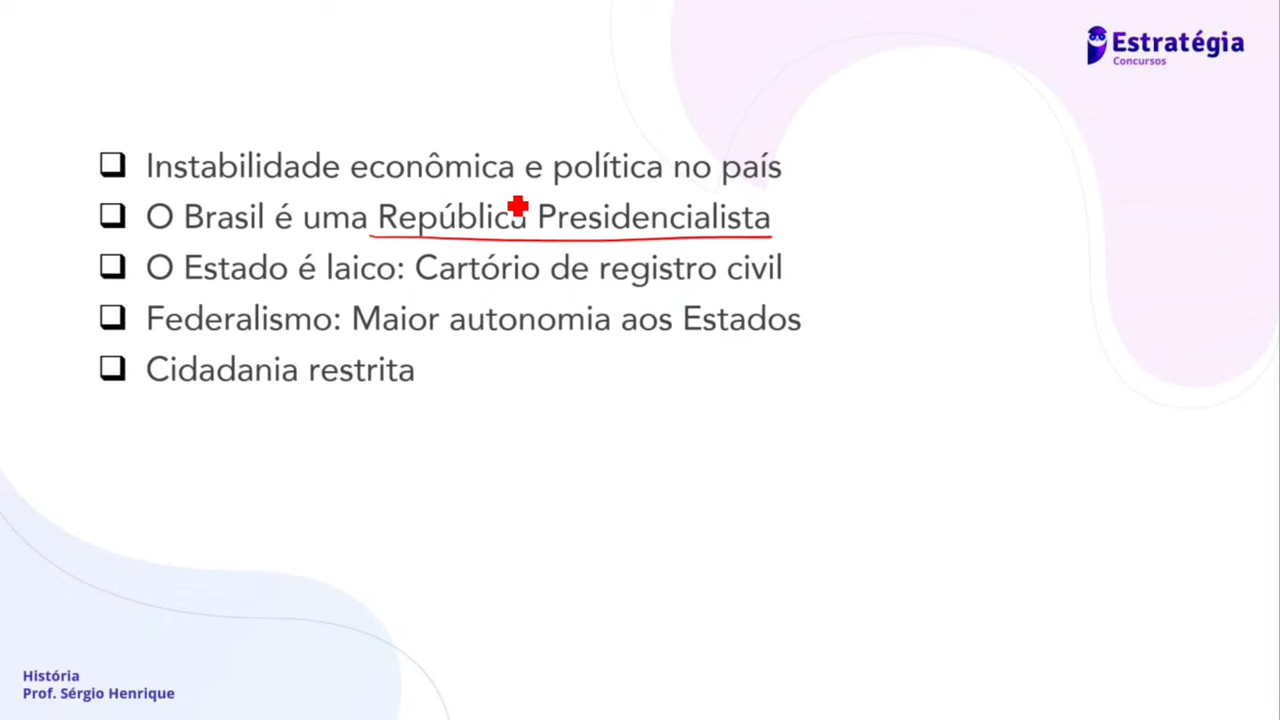 Estratégia
Concursos
Instabilidade econômica e política no país
O Brasil é uma República Presidencialista
O Estado é laico: Cartório de registro civil
Federalismo: Maior autonomia aos Estados
Cidadania restrita
História
Prof. Sérgio Henrique